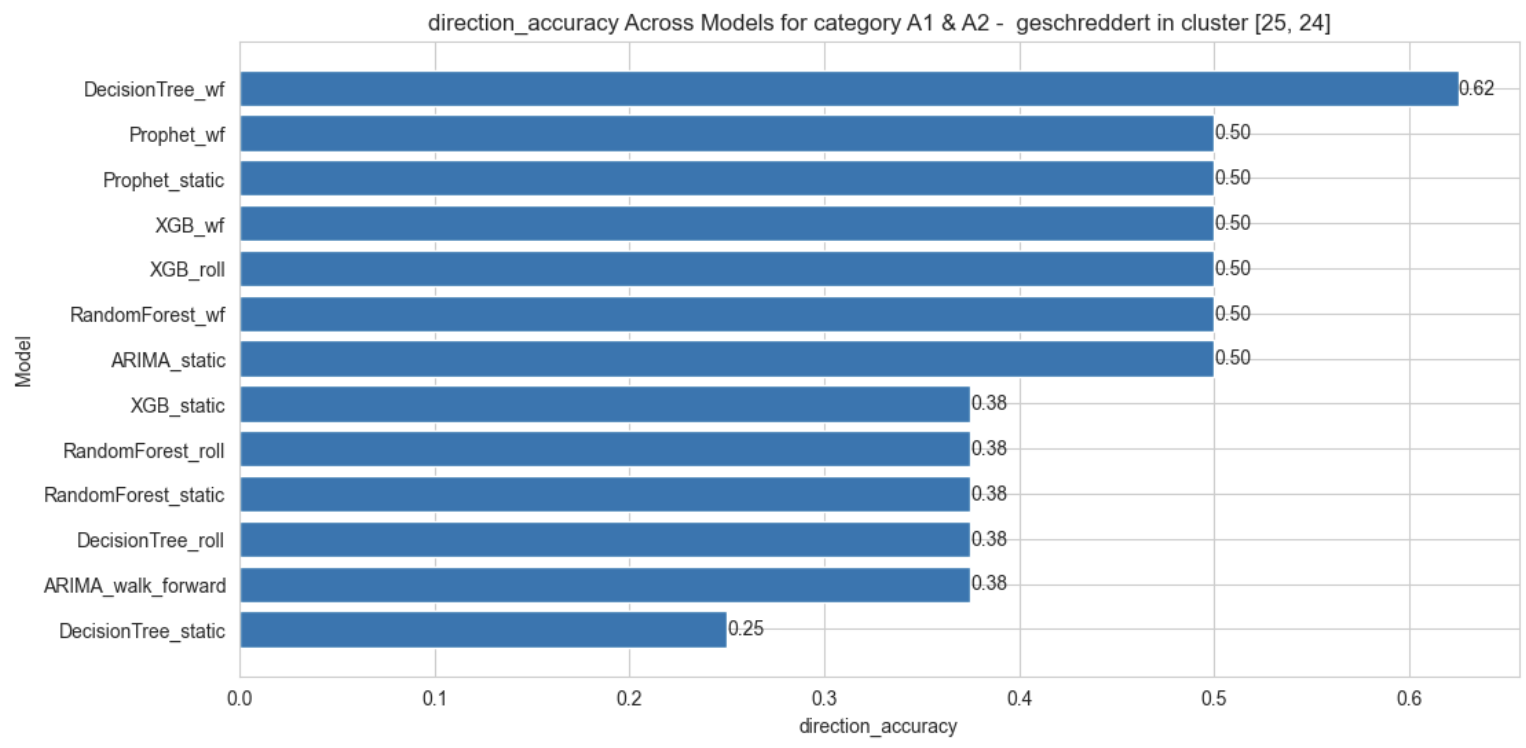 direction_accuracy Across Models for category A1 & A2 -  geschreddert in cluster [25, 24]
Model
DecisionTree_wf 0.62
Prophet_wf 0.50
Prophet_static 0.50
XGB_wf 0.50
XGB_roll 0.50
RandomForest_wf 0.50
ARIMA_static 0.50
XGB_static 0.38
RandomForest_roll 0.38
RandomForest_static 0.38
DecisionTree_roll 0.38
ARIMA_walk_forward 0.38
DecisionTree_static 0.25
0.0 0.1 0.2 0.3 0.4 0.5 0.6
direction_accuracy